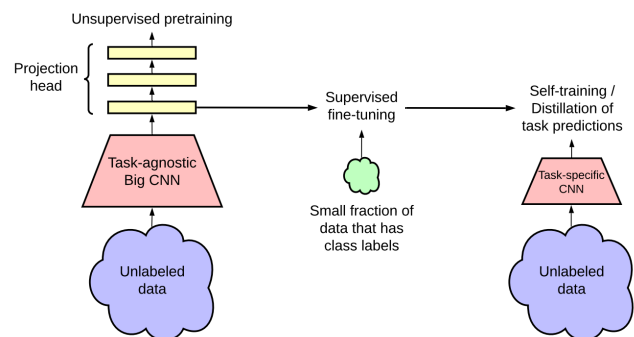 Unsupervised pretraining
Projection
head
Task-agnostic
Big CNN
Unlabeled
data
Supervised
fine-tuning
Small fraction of
data that has
class labels
Self-training /
Distillation of
task predictions
Task-specific
CNN
Unlabeled
data